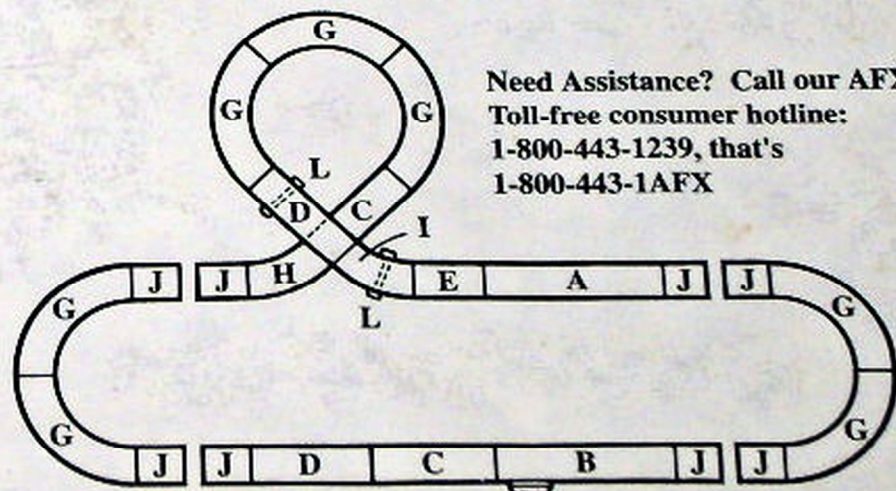 G
G
G
Need Assistance? Call our AFX
Toll-free consumer hotline:
1-800-443-1239, that's
1-800-443-1AFX
L
D
C
I
J
J
H
E
A
J
J
G
G
L
G
G
J
J
D
C
B
J
J